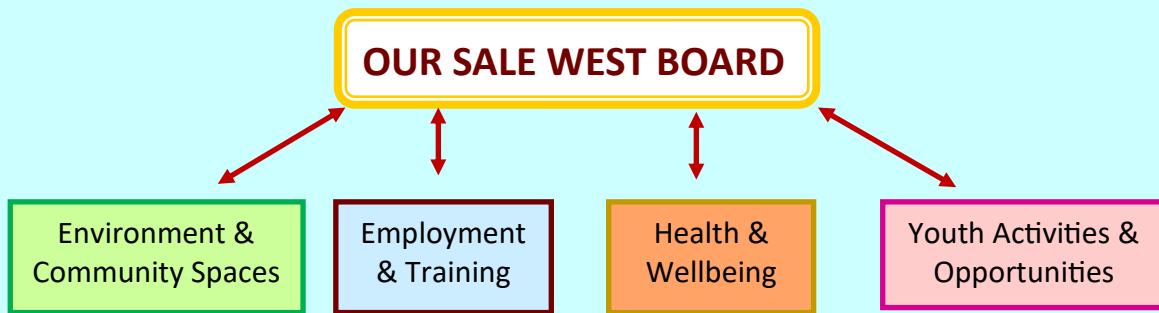 OUR SALE WEST BOARD
Environment &
Community Spaces
Employment
& Training
Health &
Wellbeing
Youth Activities &
Opportunities